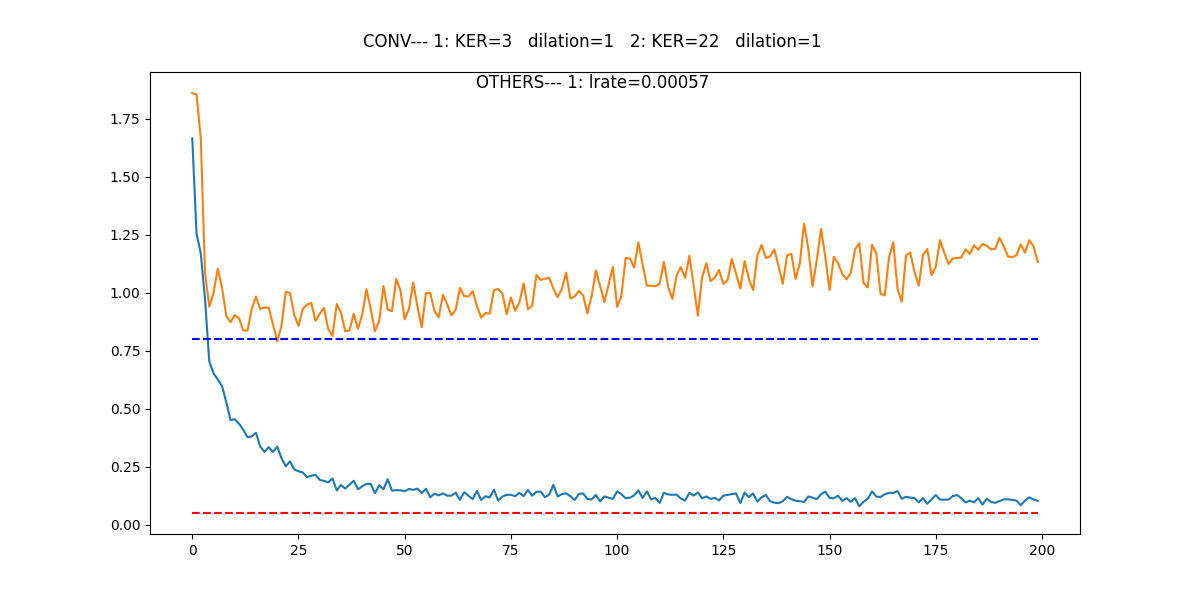 CONV--- 1: KER=3   dilation=1   2: KER=22   dilation=1
OTHERS--- 1: lrate=0.00057
1.75
1.50
1.25
1.00
0.75
0.50
0.25
0.00
0 25 50 75 100 125 150 175 200